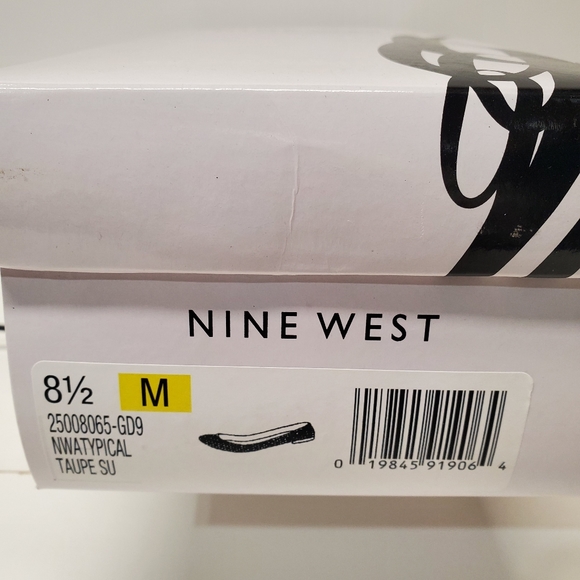 NINE WEST
8½ M
25008065-GD9
NWATYPICAL
TAUPE SU
0 19845 91906 4